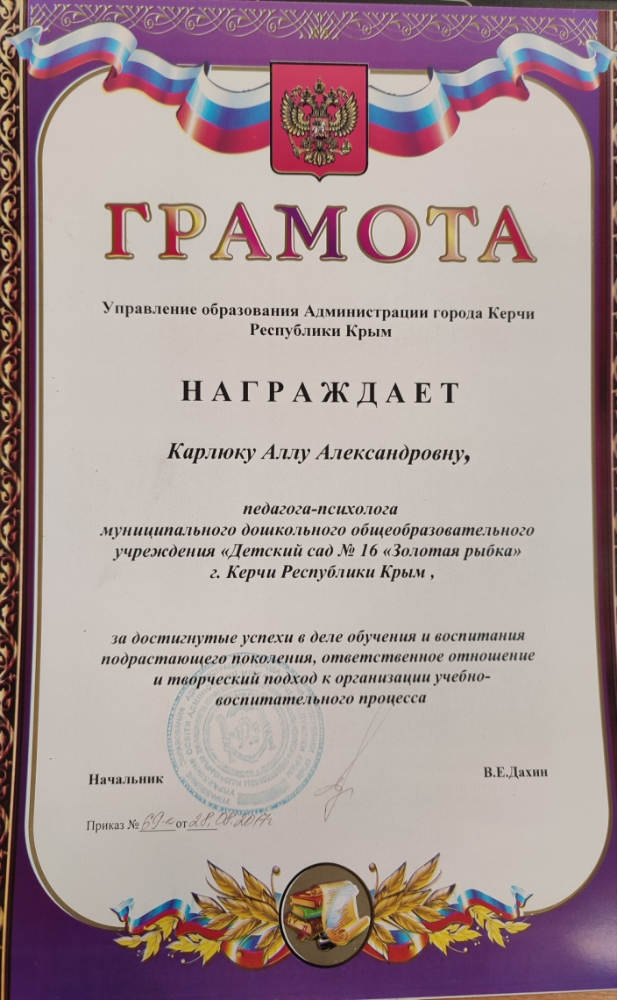 ГРАМОТА
Управление образования Администрации города Керчи
Республики Крым
НАГРАЖДАЕТ
Карлюку Аллу Александровну,
педагога-психолога
муниципального дошкольного общеобразовательного
учреждения «Детский сад № 16 «Золотая рыбка»
г. Керчи Республики Крым ,
за достигнутые успехи в деле обучения и воспитания
подрастающего поколения, ответственное отношение
и творческий подход к организации учебно-
воспитательного процесса
Начальник
В.Е.Дахин
Приказ № 69-к от 28.08.2017г